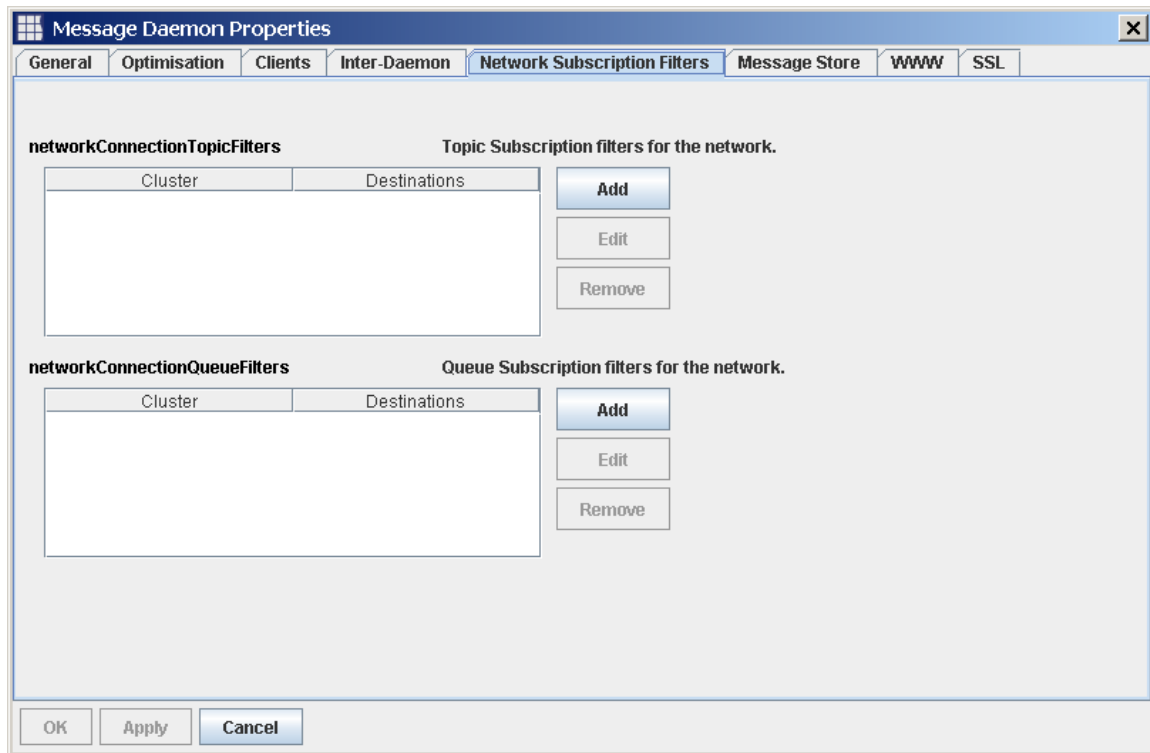 Message Daemon Properties
General Optimisation Clients Inter-Daemon Network Subscription Filters Message Store WWW SSL
networkConnectionTopicFilters Topic Subscription filters for the network.
Cluster Destinations
Add
Edit
Remove
networkConnectionQueueFilters Queue Subscription filters for the network.
Cluster Destinations
Add
Edit
Remove
OK Apply Cancel